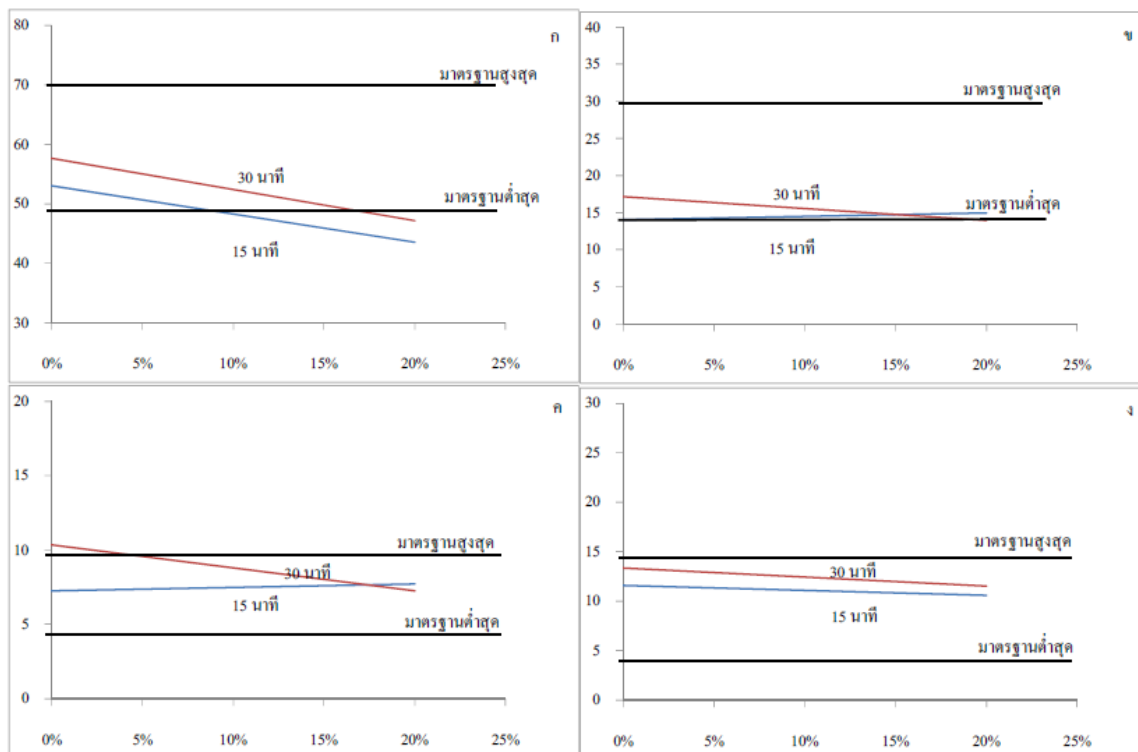 ก
80
70
60
50
40
30
มาตรฐานสูงสุด
30 นาที
มาตรฐานต่ำสุด
15 นาที
0% 5% 10% 15% 20% 25%
ข
40
35
30
25
20
15
10
5
0
มาตรฐานสูงสุด
30 นาที
มาตรฐานต่ำสุด
15 นาที
0% 5% 10% 15% 20% 25%
ค
20
15
10
5
0
มาตรฐานสูงสุด
30 นาที
15 นาที
มาตรฐานต่ำสุด
0% 5% 10% 15% 20% 25%
ง
30
25
20
15
10
5
0
มาตรฐานสูงสุด
30 นาที
15 นาที
มาตรฐานต่ำสุด
0% 5% 10% 15% 20% 25%